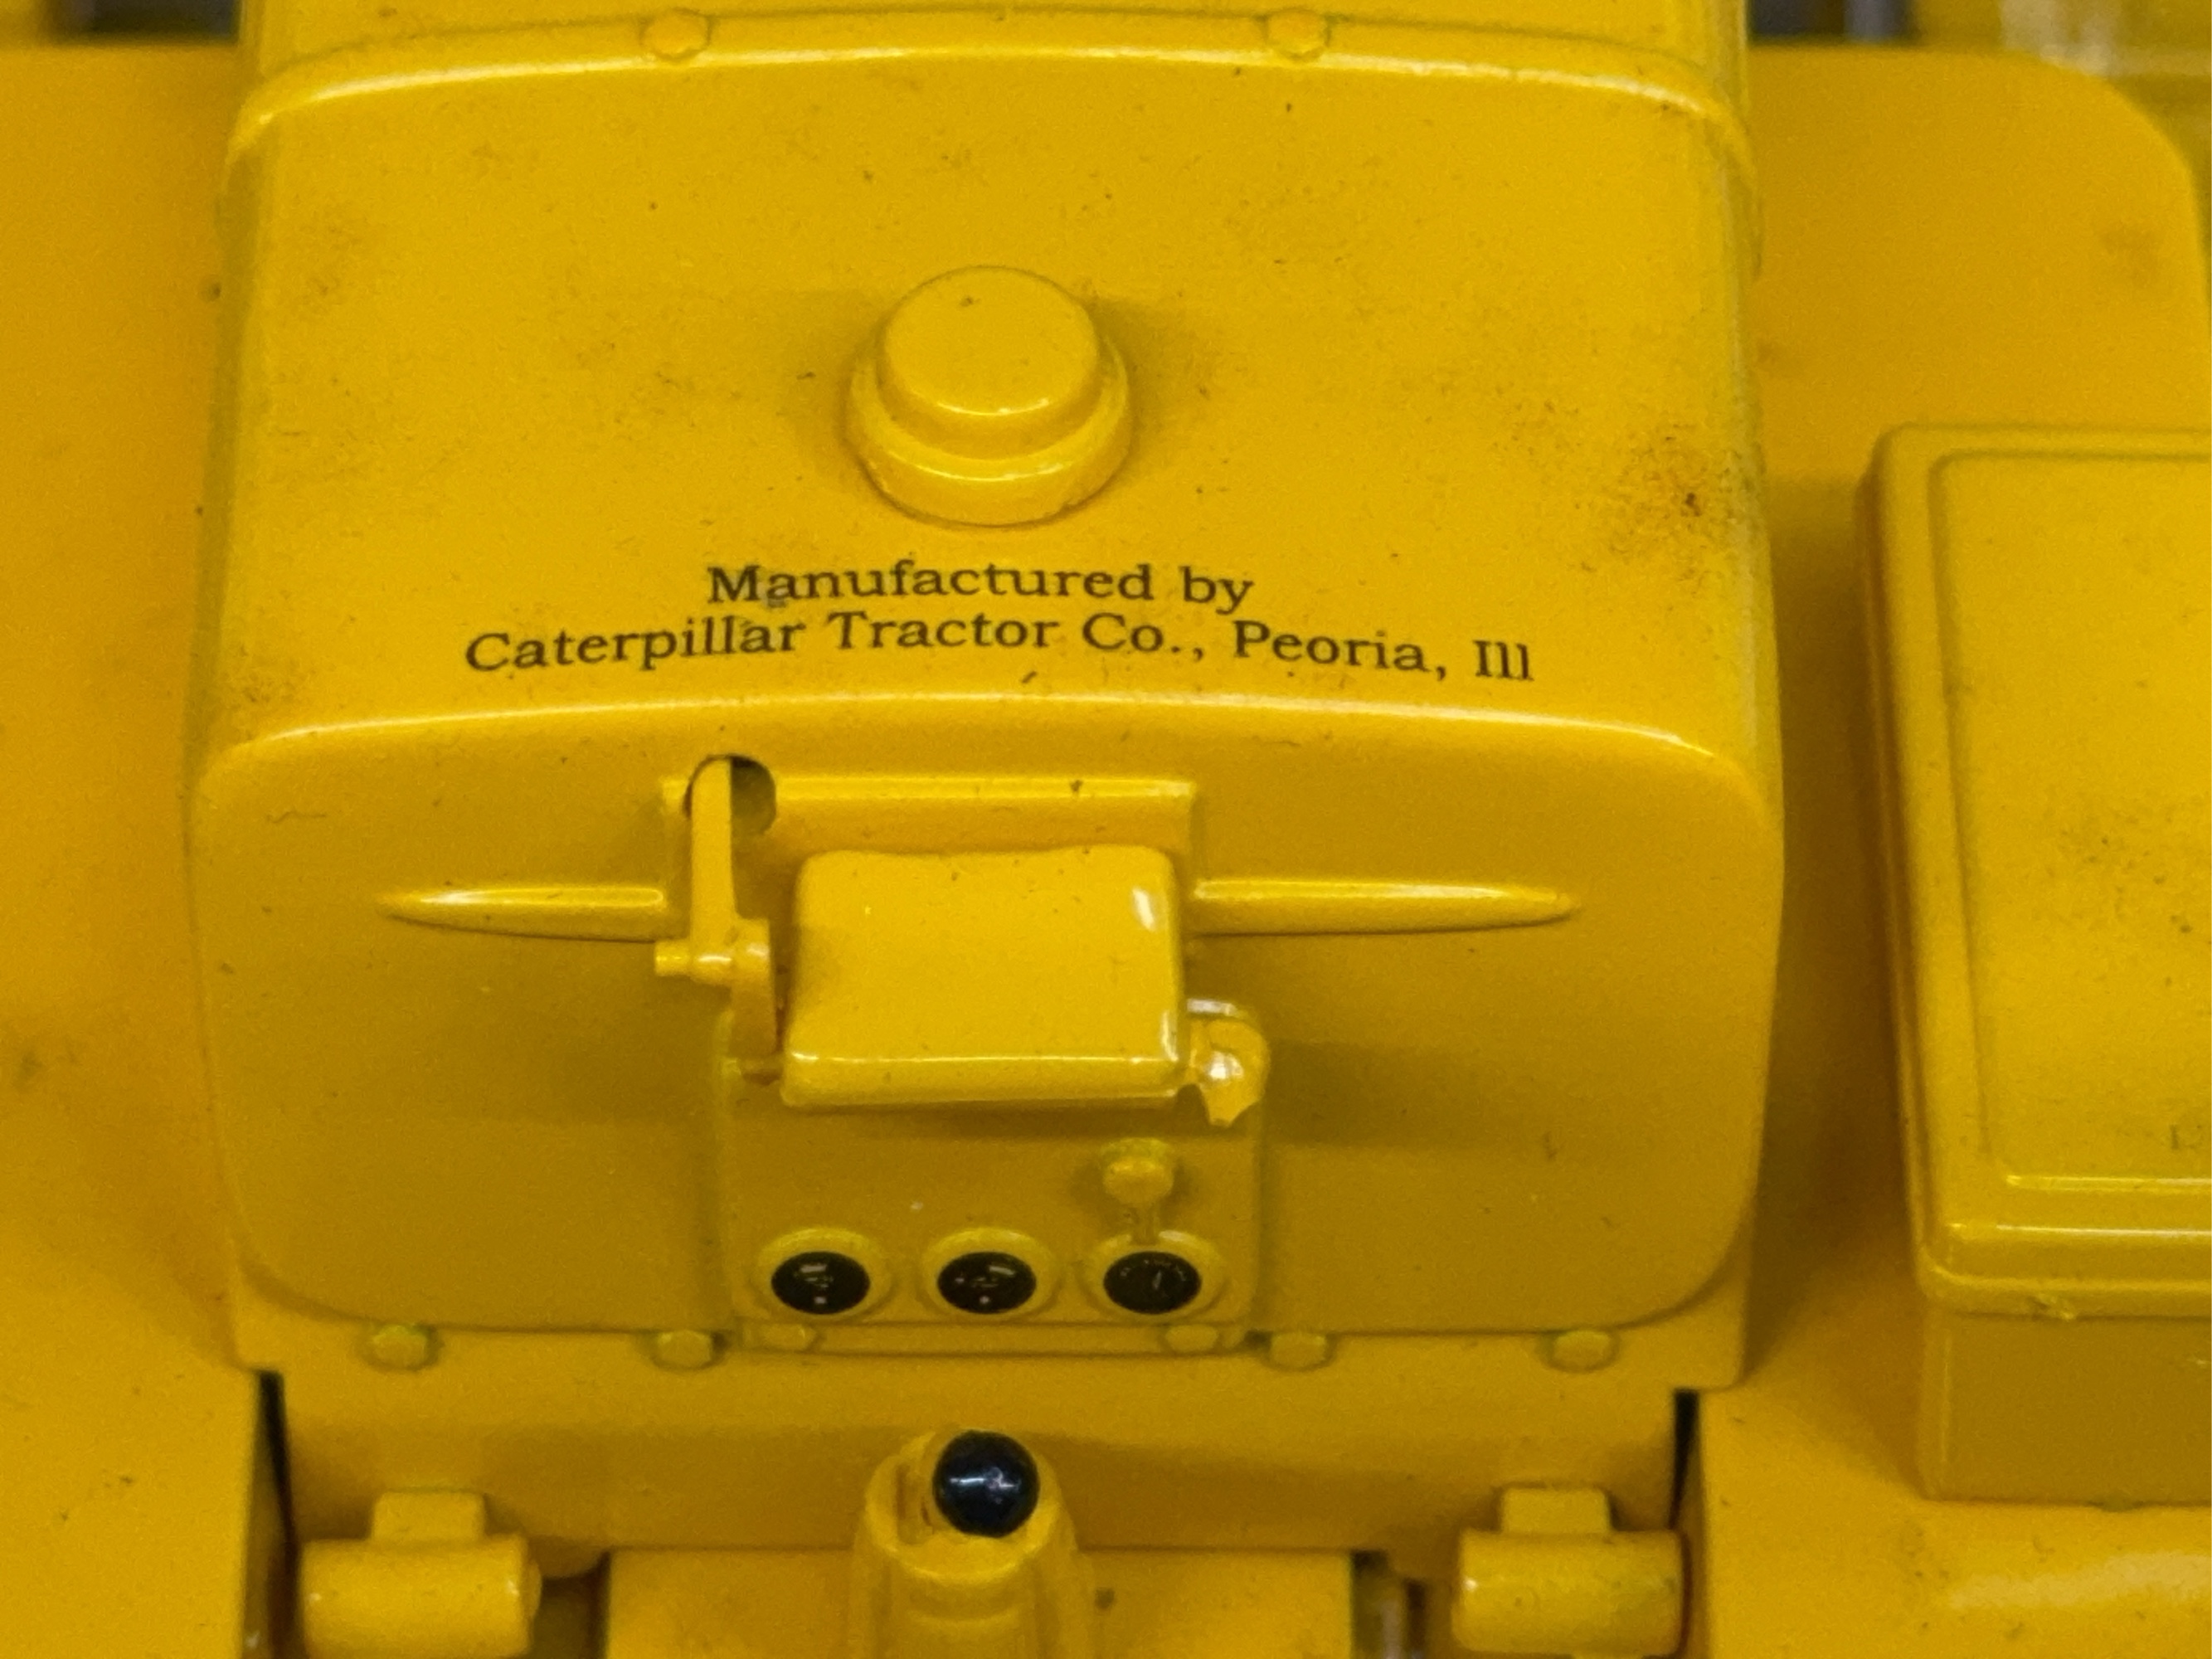 Manufactured by
Caterpillar Tractor Co., Peoria, Ill